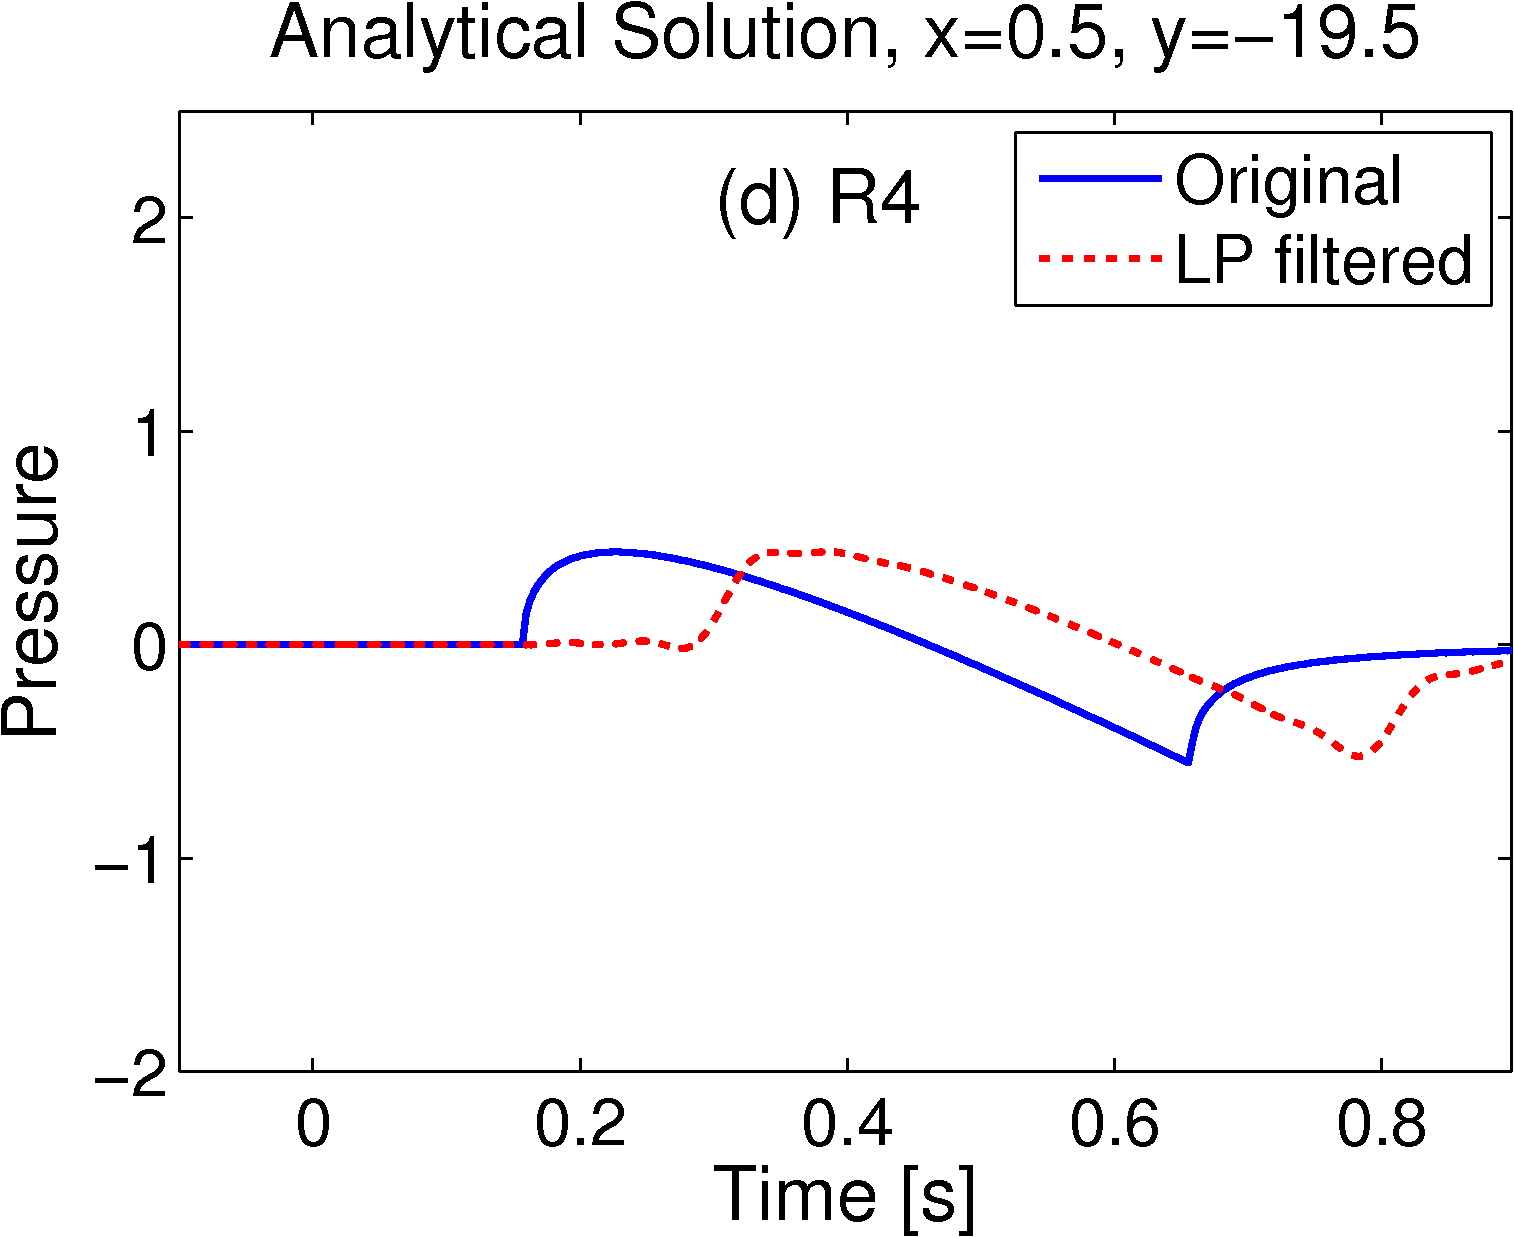 Analytical Solution, x=0.5, y=−19.5
(d) R4
Original
LP filtered
Pressure
2
1
0
−1
−2
0 0.2 0.4 0.6 0.8
Time [s]